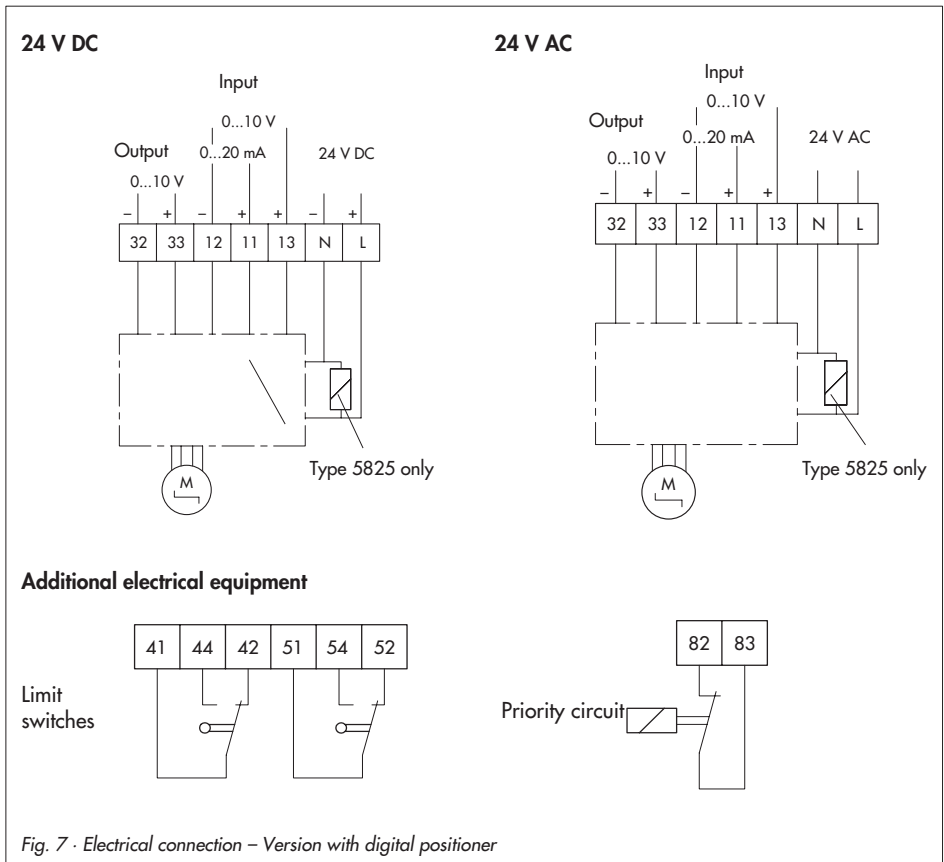 24 V DC
24 V AC
Input
0...10 V
Output
0...20 mA
24 V DC
0...10 V
– + – + + – +
32 33 12 11 13 N L
M
Type 5825 only
Input
0...10 V
Output
0...20 mA
24 V AC
0...10 V
– + – + +
32 33 12 11 13 N L
M
Type 5825 only
Additional electrical equipment
41 44 42 51 54 52
Limit
switches
82 83
Priority circuit
Fig. 7 · Electrical connection – Version with digital positioner